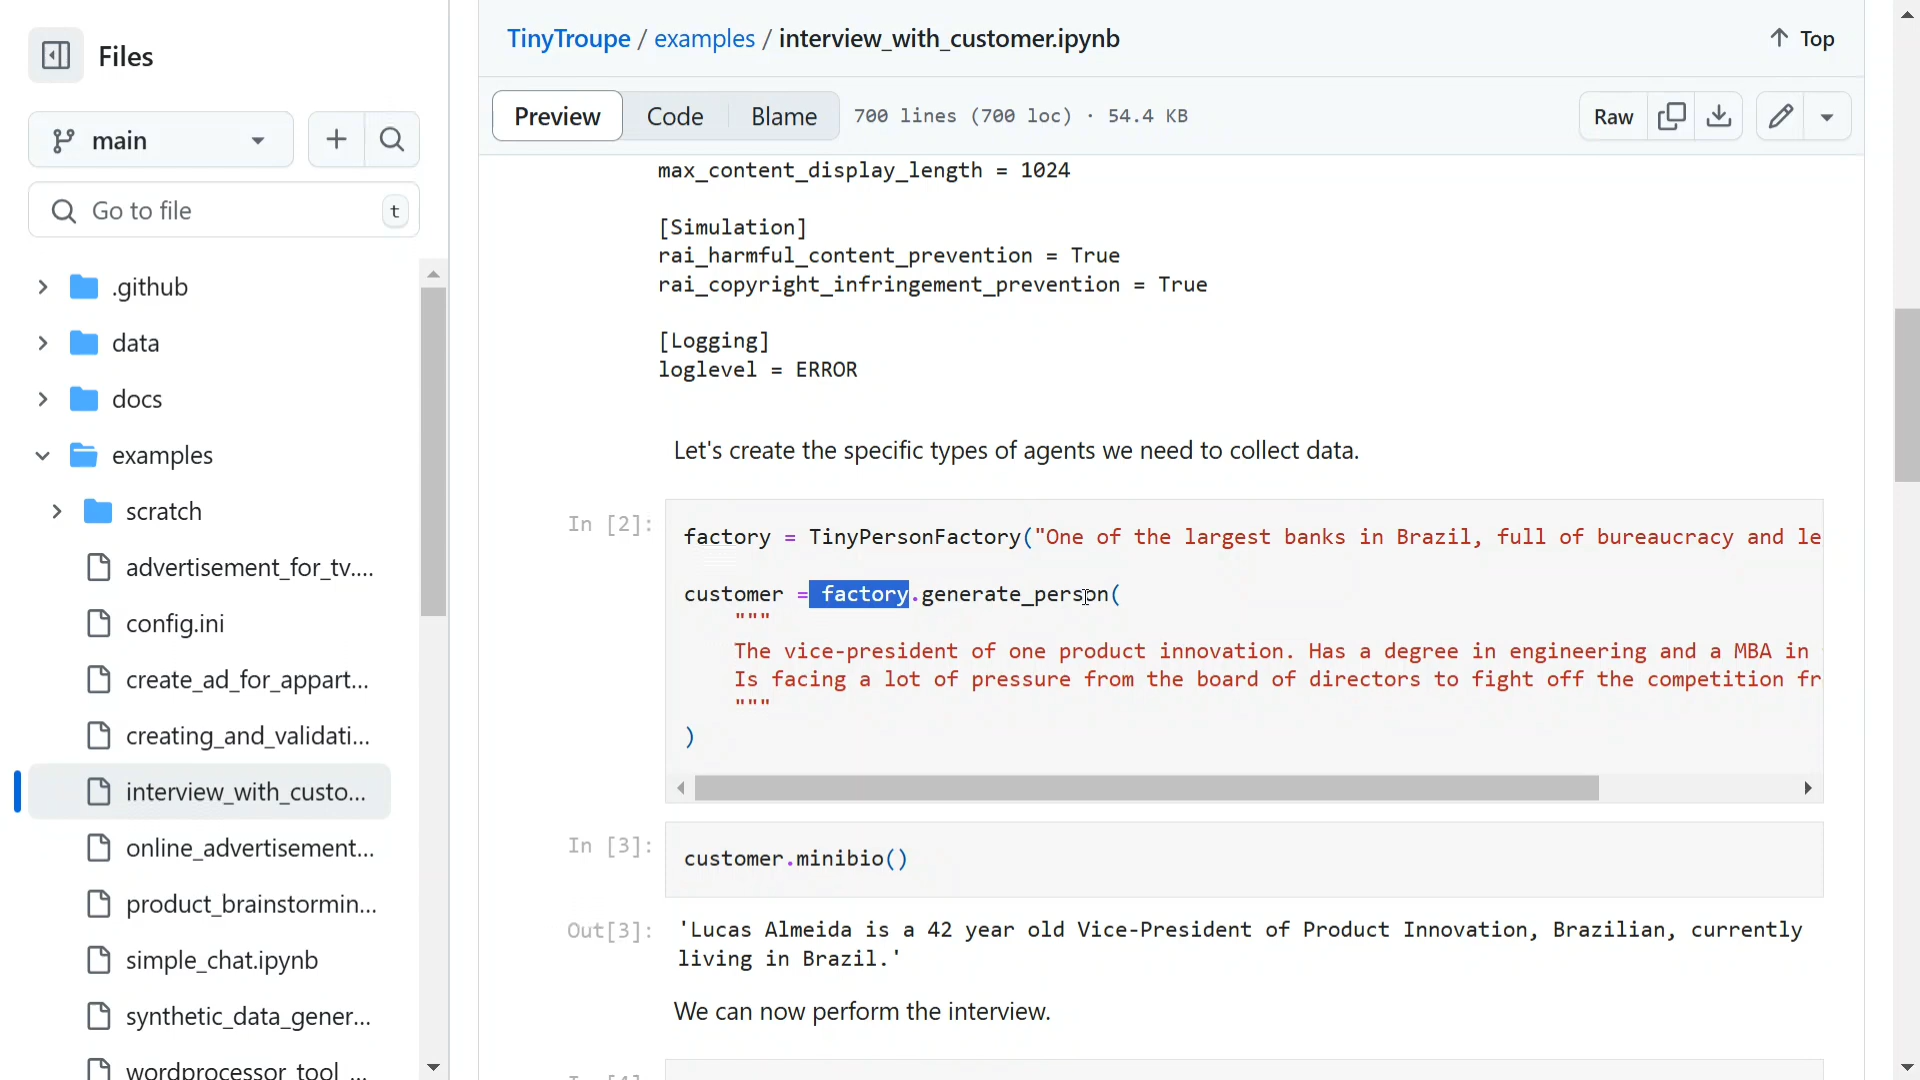 Files
main
Go to file
t
.github
data
docs
examples
scratch
advertisement_for_tv....
config.ini
create_ad_for_appart...
creating_and_validati...
interview_with_custo...
online_advertisement...
product_brainstormin...
simple_chat.ipynb
synthetic_data_gener...
wordprocessor_tool_...
TinyTroupe / examples / interview_with_customer.ipynb
Top
Preview Code Blame 700 lines (700 loc) · 54.4 KB
Raw
max_content_display_length = 1024
[Simulation]
rai_harmful_content_prevention = True
rai_copyright_infringement_prevention = True
[Logging]
loglevel = ERROR
Let's create the specific types of agents we need to collect data.
In [2]:
factory = TinyPersonFactory("One of the largest banks in Brazil, full of bureaucracy and le
customer = factory.generate_person(
"""
The vice-president of one product innovation. Has a degree in engineering and a MBA in
Is facing a lot of pressure from the board of directors to fight off the competition fr
"""
)
In [3]:
customer.minibio()
Out[3]:
'Lucas Almeida is a 42 year old Vice-President of Product Innovation, Brazilian, currently
living in Brazil.'
We can now perform the interview.
In [4]: